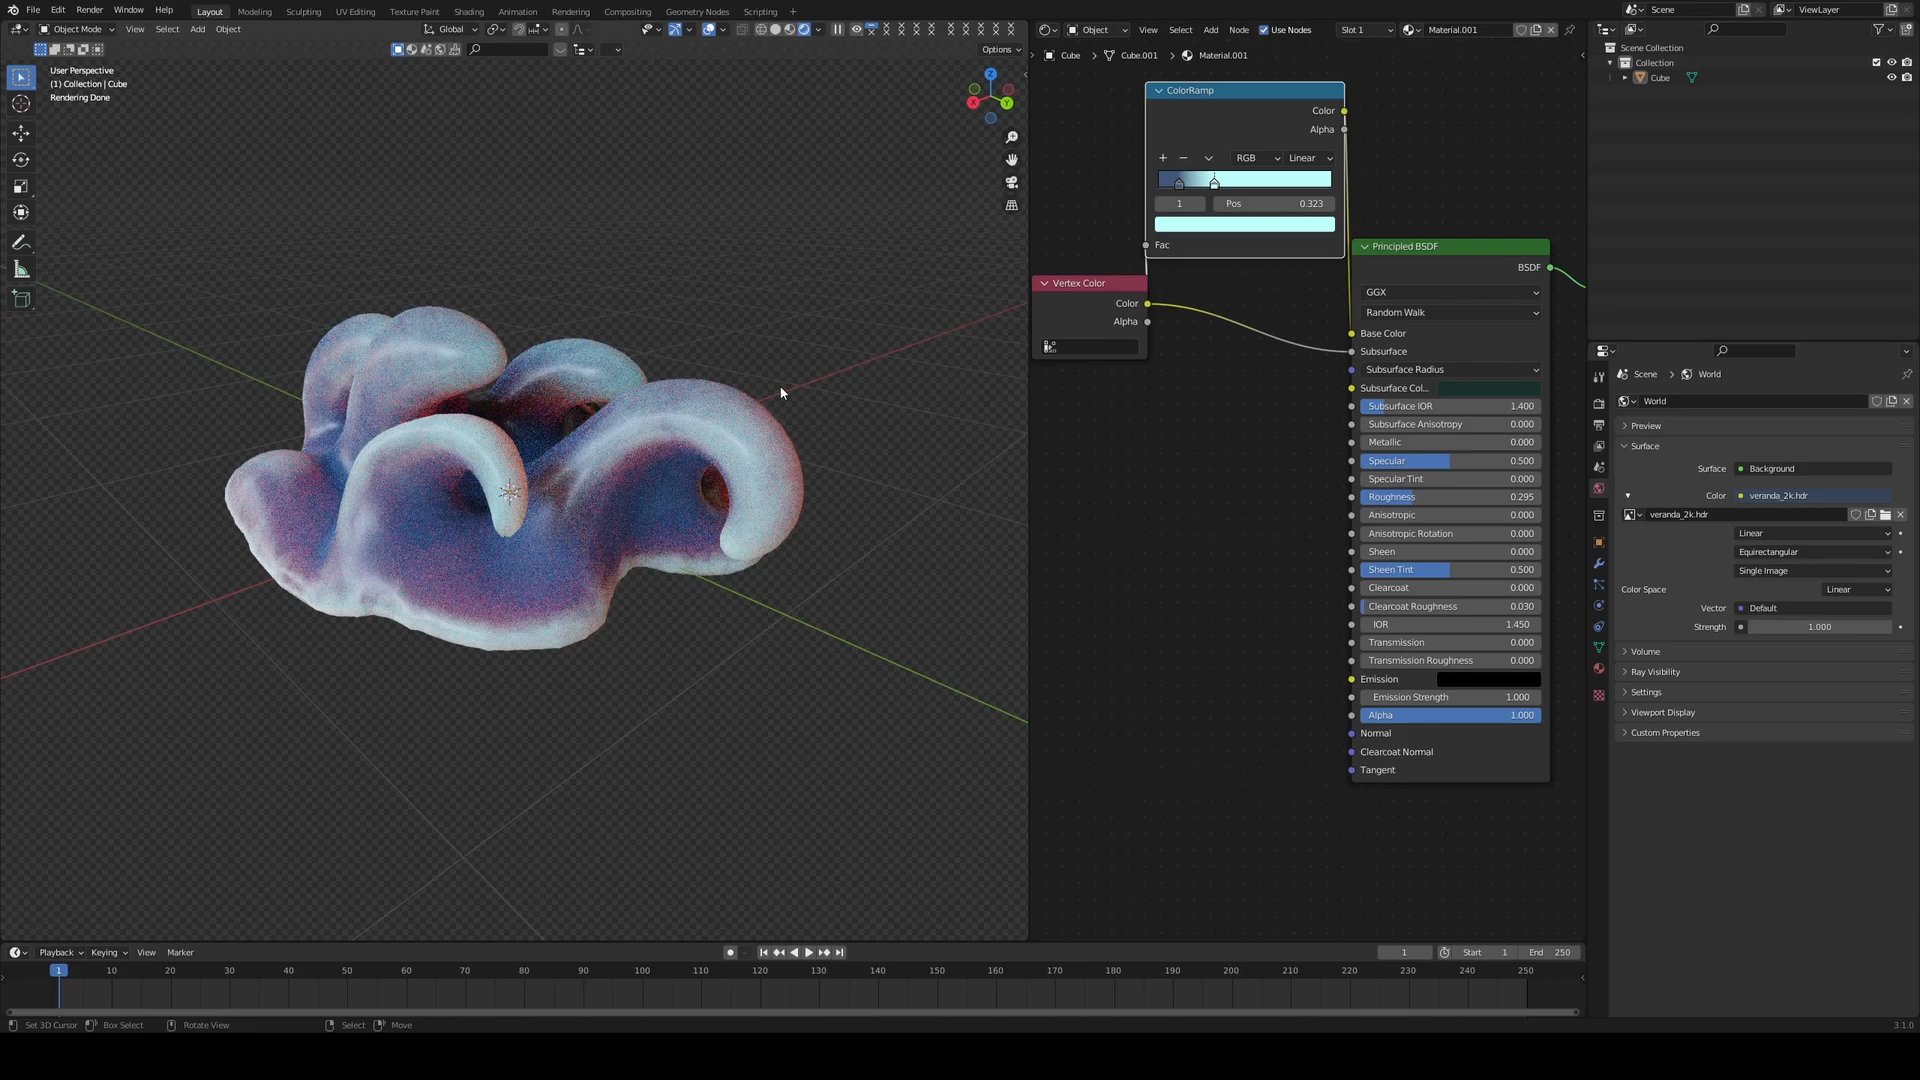 File Edit Render Window Help Layout Modeling Sculpting UV Editing Texture Paint Shading Animation Rendering Compositing Geometry Nodes Scripting + Scene ViewLayer
Object Mode View Select Add Object Global
Object View Select Add Node Use Nodes Slot 1 Material.001
Options
User Perspective
(1) Collection | Cube
Rendering Done
Z
X
Y
Cube > Cube.001 > Material.001
ColorRamp
Color
Alpha
RGB Linear
1 Pos 0.323
Fac
Vertex Color
Color
Alpha
Principled BSDF
BSDF
GGX
Random Walk
Base Color
Subsurface
Subsurface Radius
Subsurface Col...
Subsurface IOR 1.400
Subsurface Anisotropy 0.000
Metallic 0.000
Specular 0.500
Specular Tint 0.000
Roughness 0.295
Anisotropic 0.000
Anisotropic Rotation 0.000
Sheen 0.000
Sheen Tint 0.500
Clearcoat 0.000
Clearcoat Roughness 0.030
IOR 1.450
Transmission 0.000
Transmission Roughness 0.000
Emission
Emission Strength 1.000
Alpha 1.000
Normal
Clearcoat Normal
Tangent
Scene Collection
Collection
Cube
Scene > World
World
Preview
Surface
Surface Background
Color veranda_2k.hdr
veranda_2k.hdr
Linear
Equirectangular
Single Image
Color Space Linear
Vector Default
Strength 1.000
Volume
Ray Visibility
Settings
Viewport Display
Custom Properties
Playback Keying View Marker 1 Start 1 End 250
1 10 20 30 40 50 60 70 80 90 100 110 120 130 140 150 160 170 180 190 200 210 220 230 240 250
Set 3D Cursor Box Select Rotate View Select Move 3.1.0